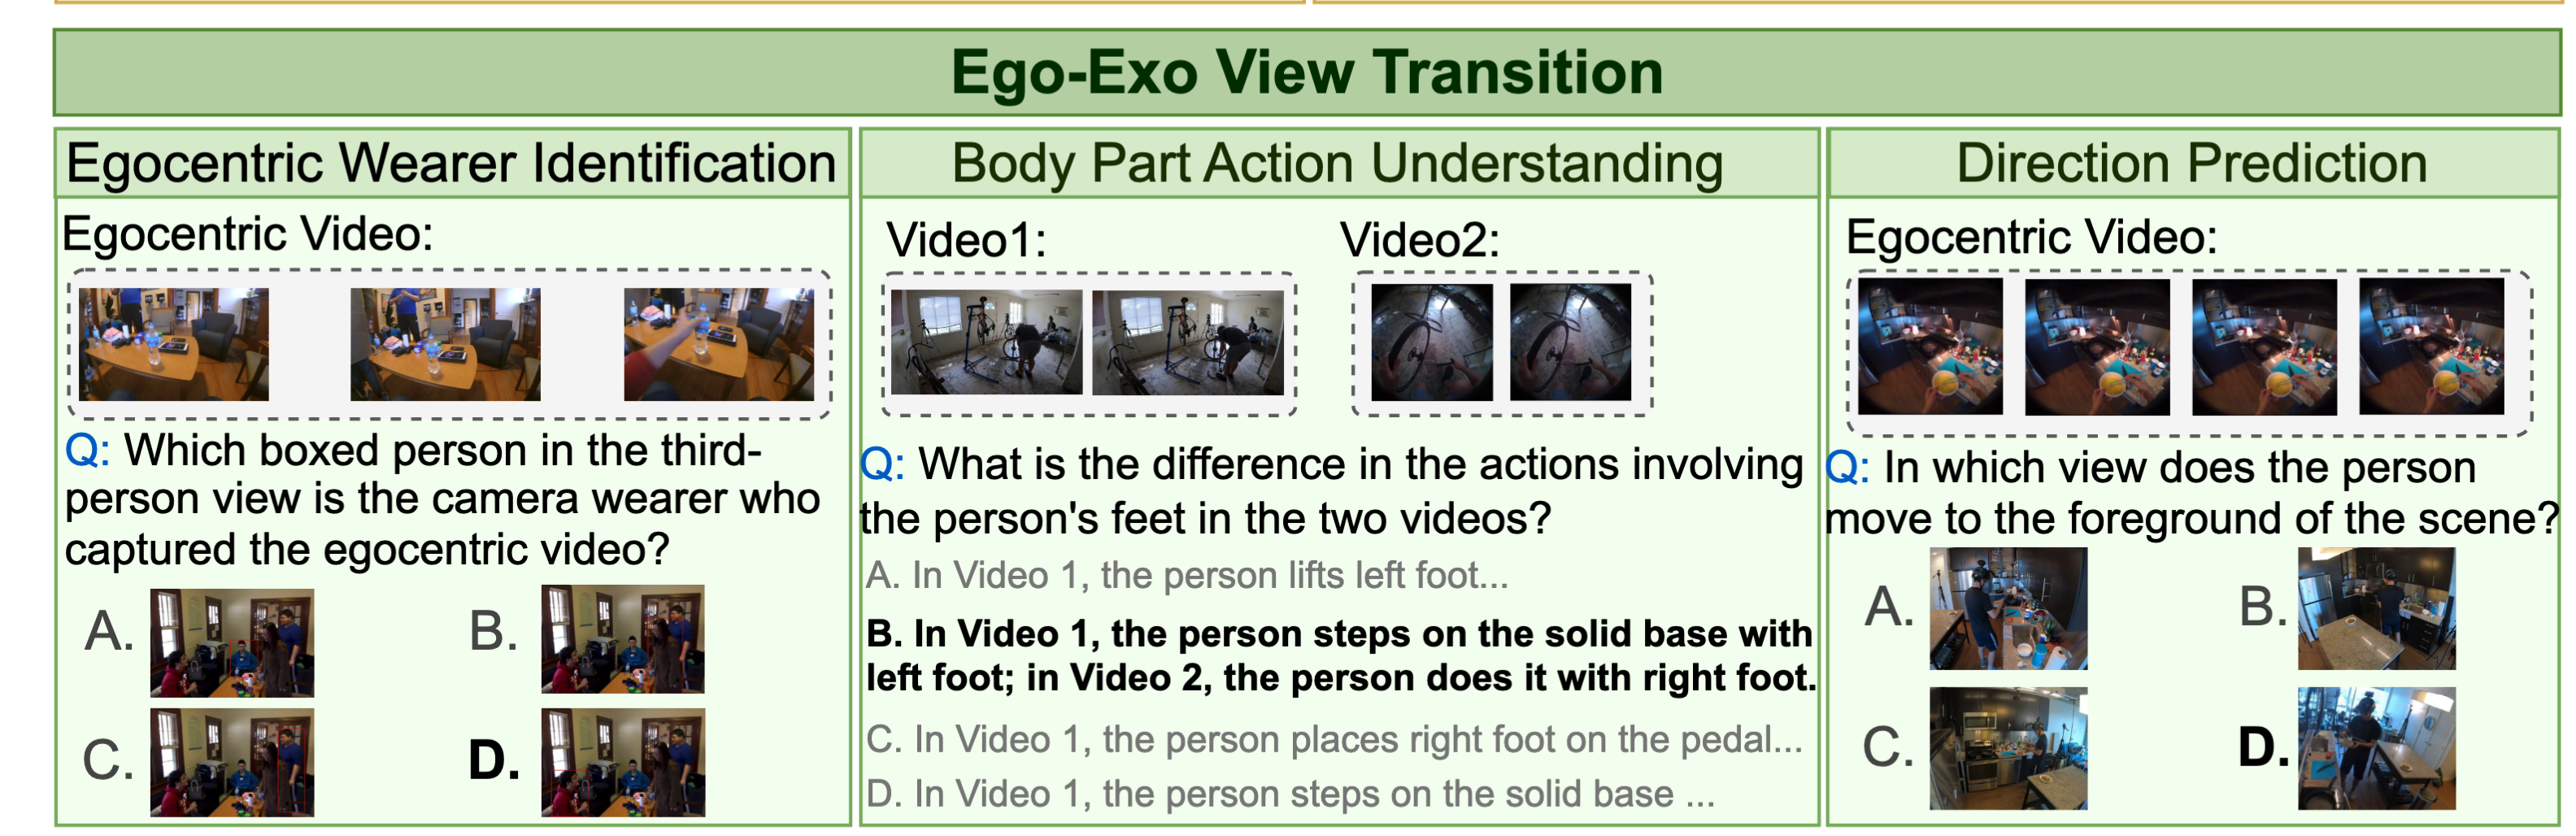 Ego-Exo View Transition
Egocentric Wearer Identification
Egocentric Video:
Q: Which boxed person in the third-
person view is the camera wearer who
captured the egocentric video?
A.
B.
C.
D.
Body Part Action Understanding
Video1:
Video2:
Q: What is the difference in the actions involving
the person's feet in the two videos?
A. In Video 1, the person lifts left foot...
B. In Video 1, the person steps on the solid base with
left foot; in Video 2, the person does it with right foot.
C. In Video 1, the person places right foot on the pedal...
D. In Video 1, the person steps on the solid base ...
Direction Prediction
Egocentric Video:
Q: In which view does the person
move to the foreground of the scene?
A.
B.
C.
D.